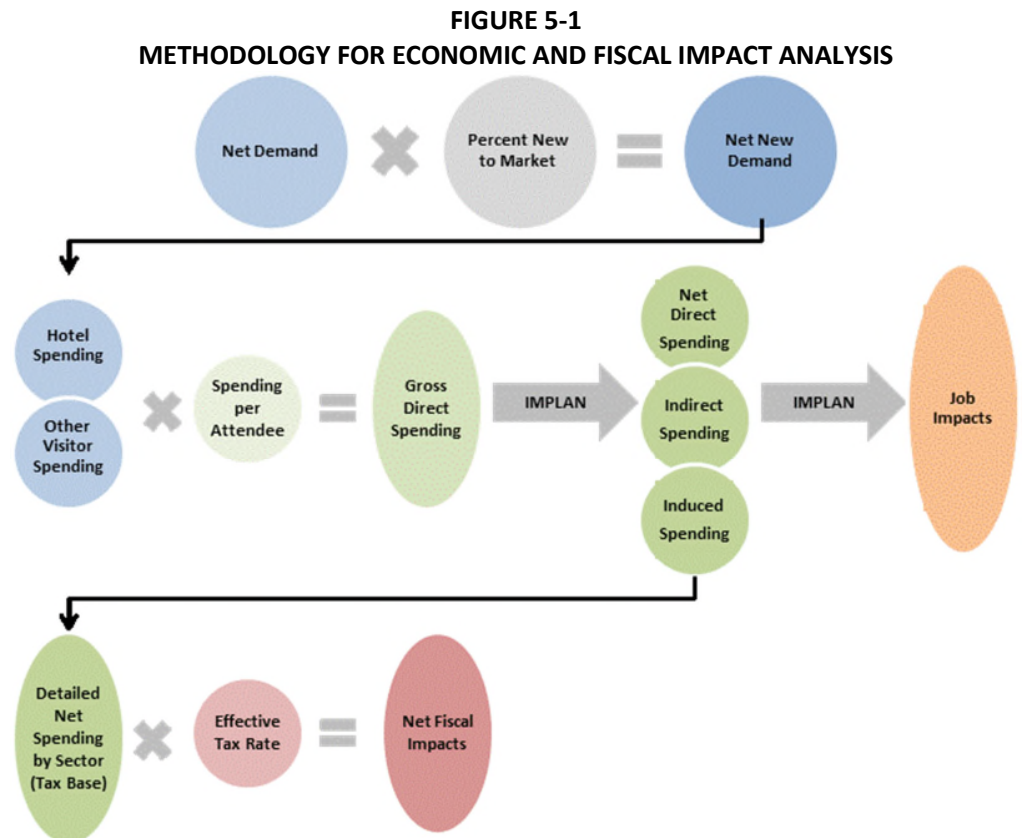 FIGURE 5-1
METHODOLOGY FOR ECONOMIC AND FISCAL IMPACT ANALYSIS
Net Demand
Percent New
to Market
Net New
Demand
Hotel
Spending
Other
Visitor
Spending
Spending
per
Attendee
Gross
Direct
Spending
IMPLAN
Net
Direct
Spending
Indirect
Spending
Induced
Spending
IMPLAN
Job
Impacts
Detailed
Net
Spending
by Sector
(Tax Base)
Effective
Tax Rate
Net Fiscal
Impacts